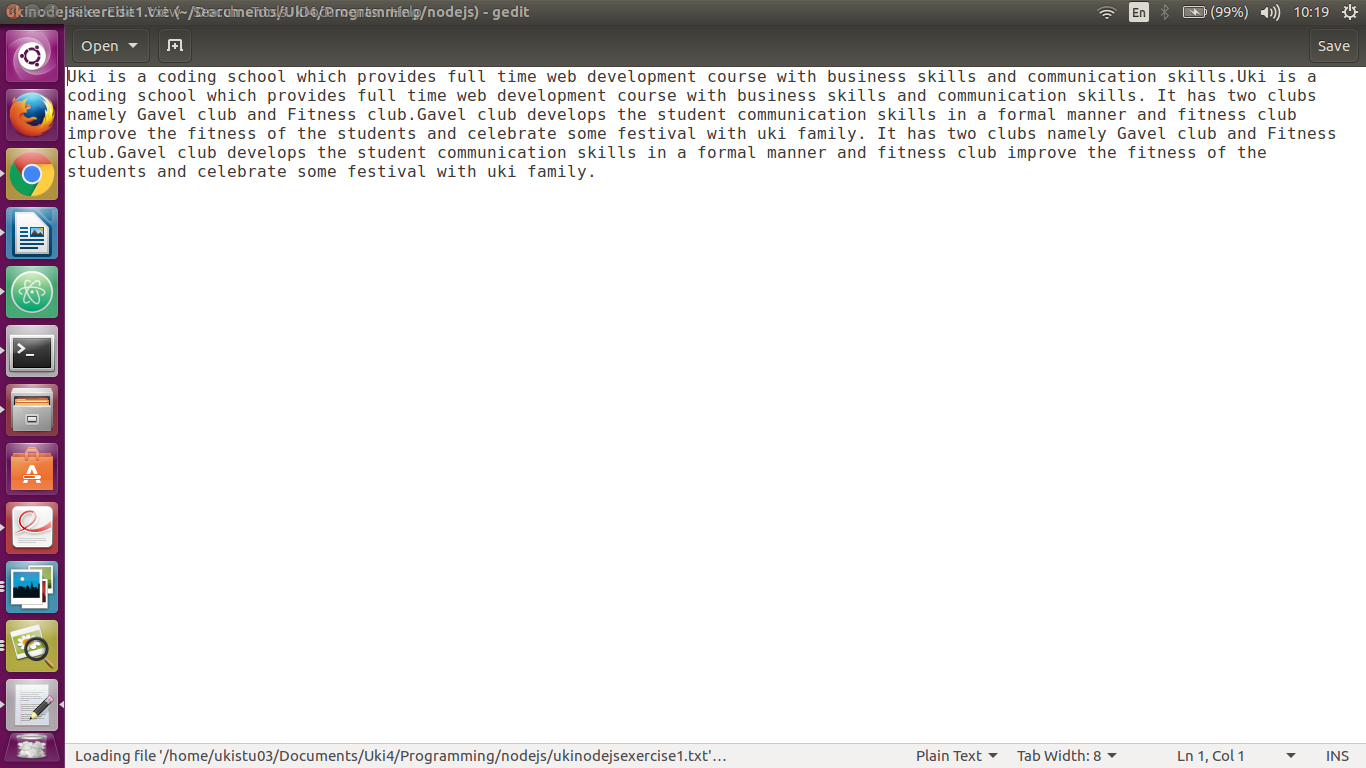 ukinodejsexercise1.txt (~/Documents/Uki4/Programming/nodejs) - gedit
En (99%) 10:19
Open Save
Uki is a coding school which provides full time web development course with business skills and communication skills.Uki is a
coding school which provides full time web development course with business skills and communication skills. It has two clubs
namely Gavel club and Fitness club.Gavel club develops the student communication skills in a formal manner and fitness club
improve the fitness of the students and celebrate some festival with uki family. It has two clubs namely Gavel club and Fitness
club.Gavel club develops the student communication skills in a formal manner and fitness club improve the fitness of the
students and celebrate some festival with uki family.
Loading file '/home/ukistu03/Documents/Uki4/Programming/nodejs/ukinodejsexercise1.txt'… Plain Text Tab Width: 8 Ln 1, Col 1 INS